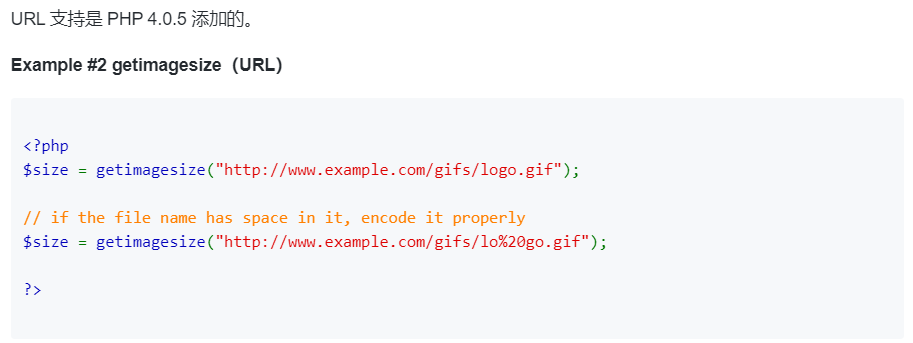 URL 支持是 PHP 4.0.5 添加的。
Example #2 getimagesize（URL）
<?php
$size = getimagesize("http://www.example.com/gifs/logo.gif");
// if the file name has space in it, encode it properly
$size = getimagesize("http://www.example.com/gifs/lo%20go.gif");
?>